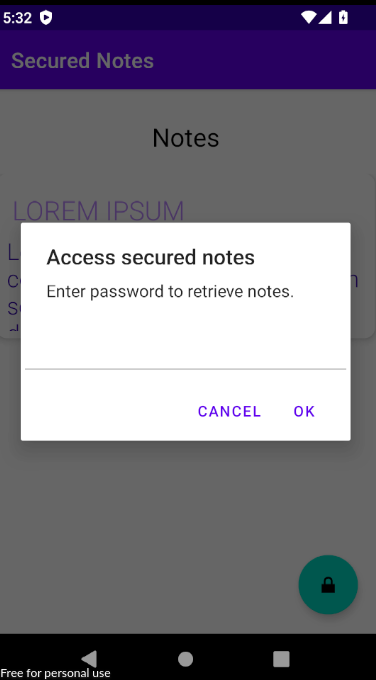 5:32
Secured Notes
Notes
LOREM IPSUM
Access secured notes
Enter password to retrieve notes.
CANCEL OK
Free for personal use